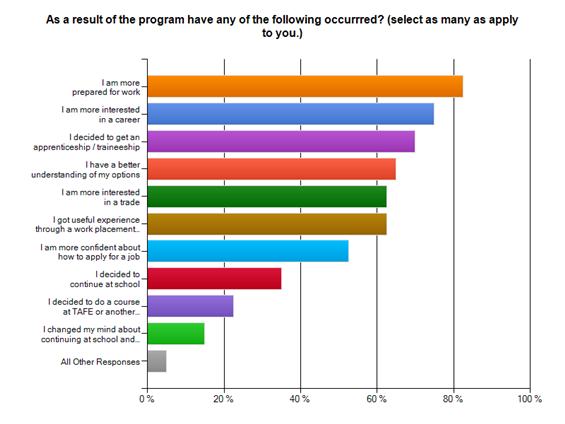 As a result of the program have any of the following occurrred? (select as many as apply
to you.)
I am more
prepared for work
I am more interested
in a career
I decided to get an
apprenticeship / traineeship
I have a better
understanding of my options
I am more interested
in a trade
I got useful experience
through a work placement...
I am more confident about
how to apply for a job
I decided to
continue at school
I decided to do a course
at TAFE or another...
I changed my mind about
continuing at school and...
All Other Responses
0 % 20 % 40 % 60 % 80 % 100 %